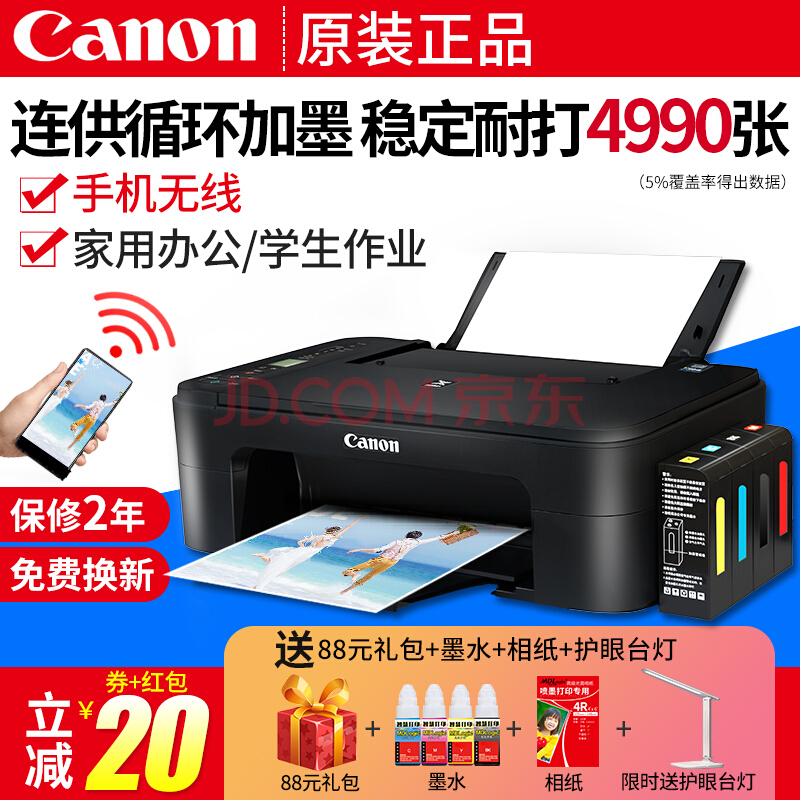 Canon 原装正品
连供循环加墨 稳定耐打4990张
（5%覆盖率得出数据）
手机无线
家用办公/学生作业
JD.COM 京东
Canon
保修2年
免费换新
送88元礼包+墨水+相纸+护眼台灯
券+红包
立减
¥20
喷墨打印专用
4R
C
M
Y
BK
88元礼包
墨水
相纸
限时送护眼台灯